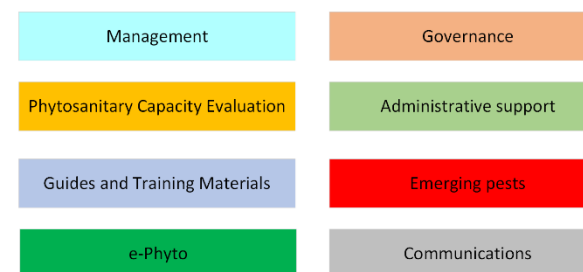 Management
Governance
Phytosanitary Capacity Evaluation
Administrative support
Guides and Training Materials
Emerging pests
e-Phyto
Communications